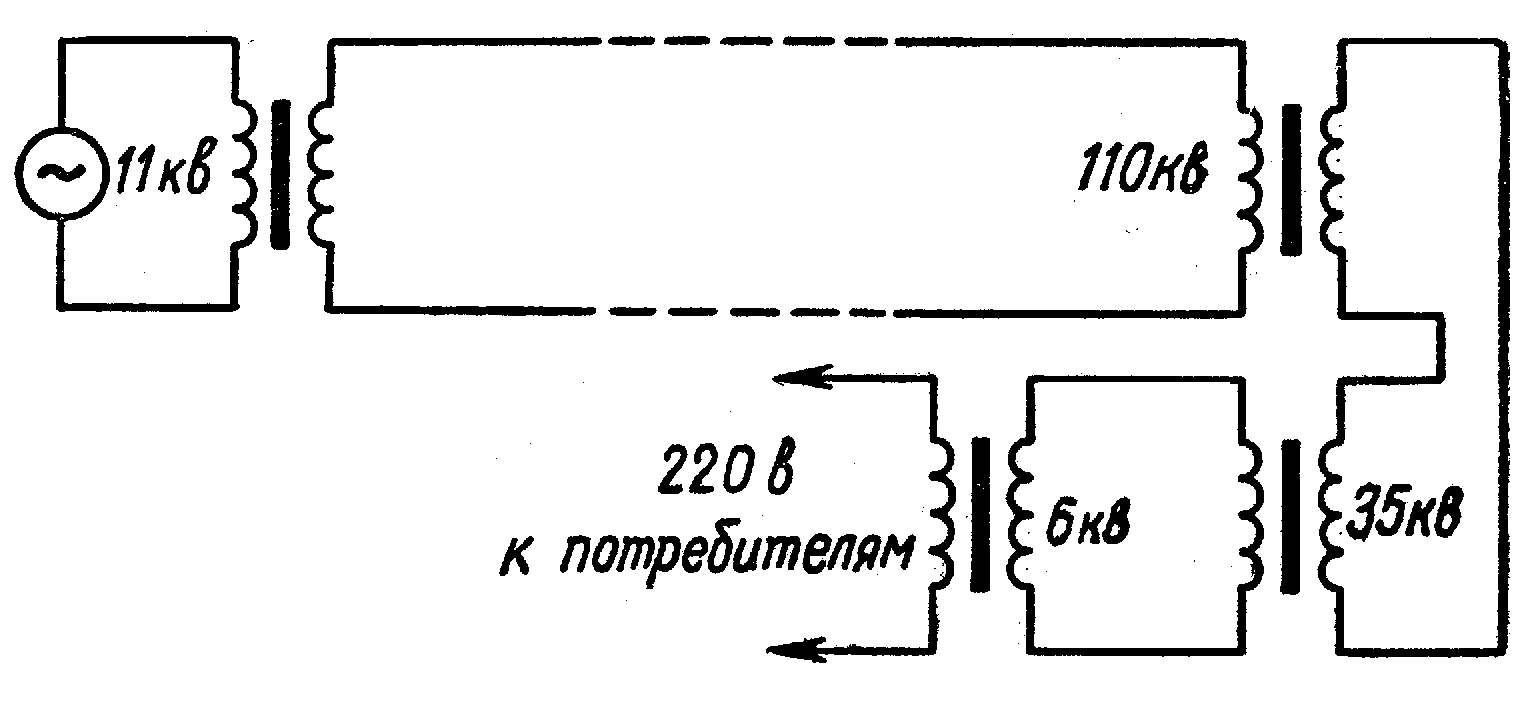 ~
11кв
110кв
220 в
к потребителям
6кв
35кв